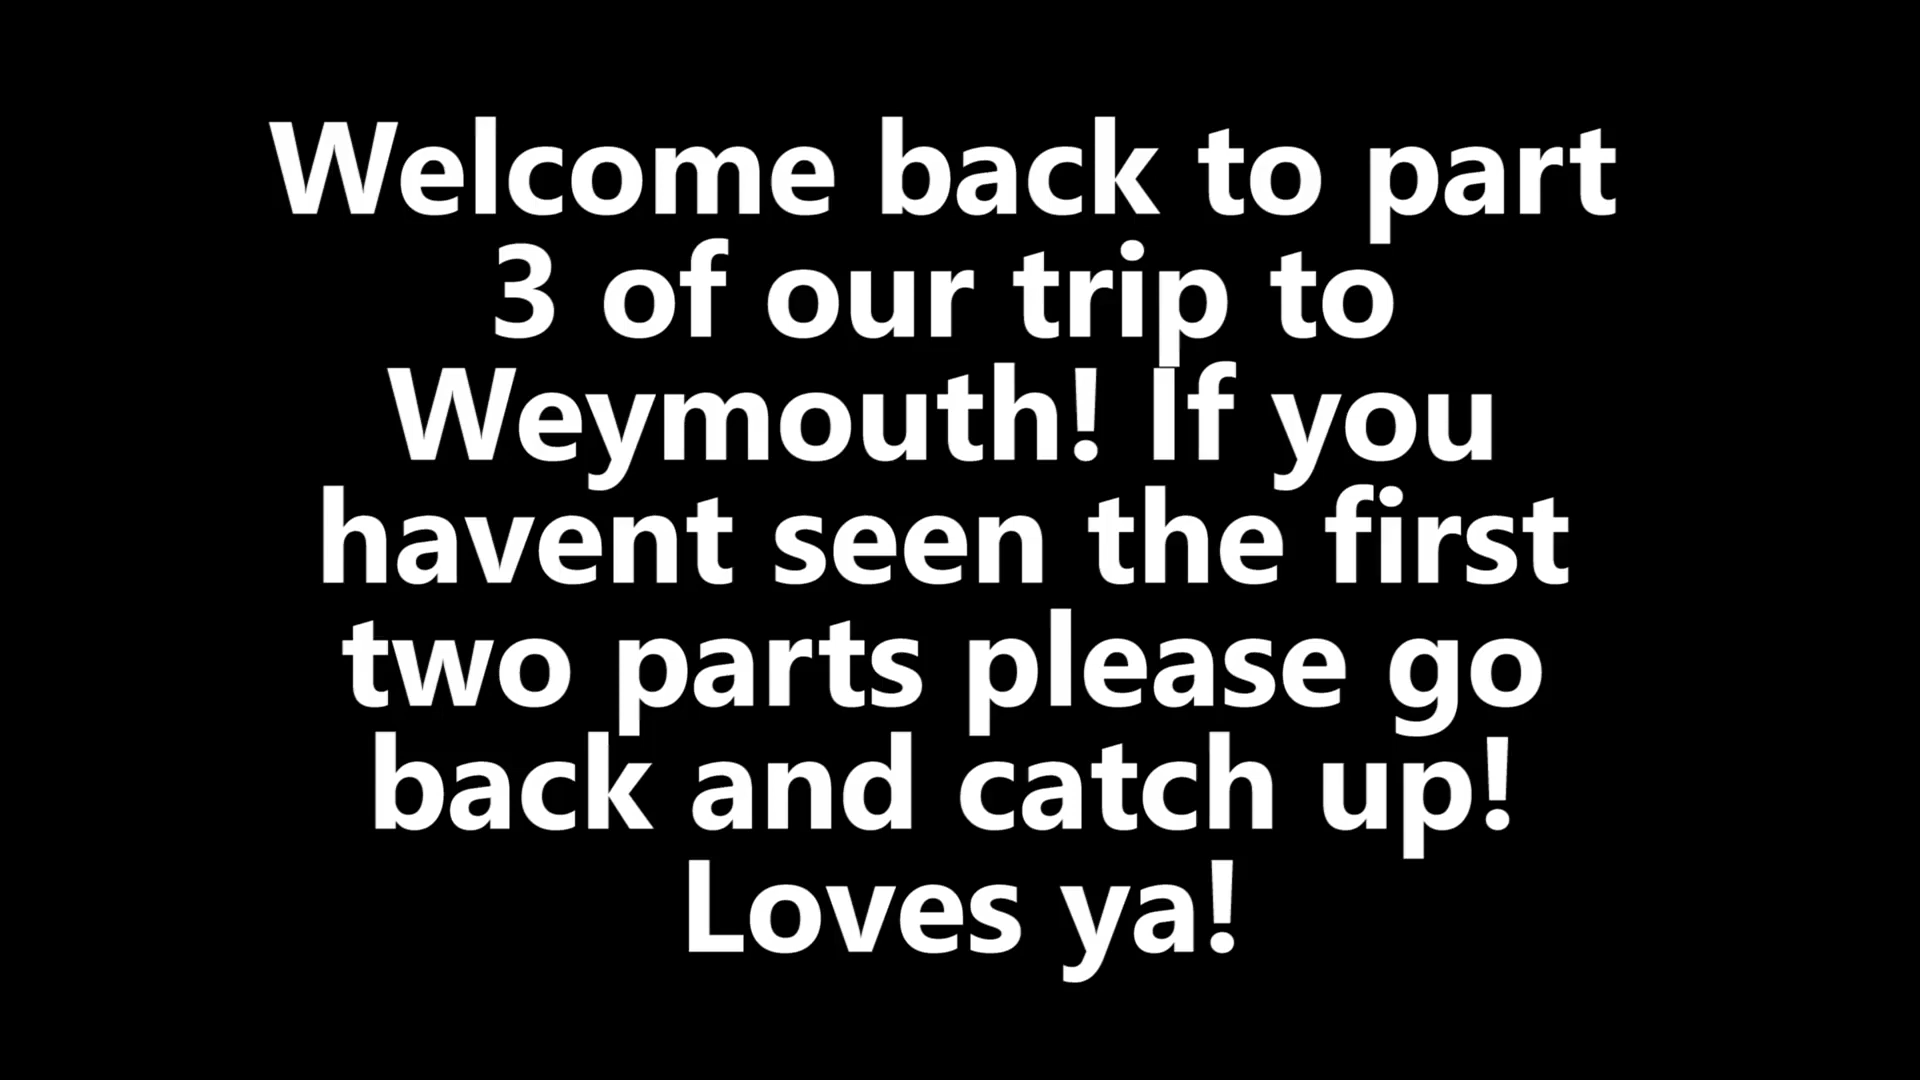 Welcome back to part
3 of our trip to
Weymouth! If you
havent seen the first
two parts please go
back and catch up!
Loves ya!